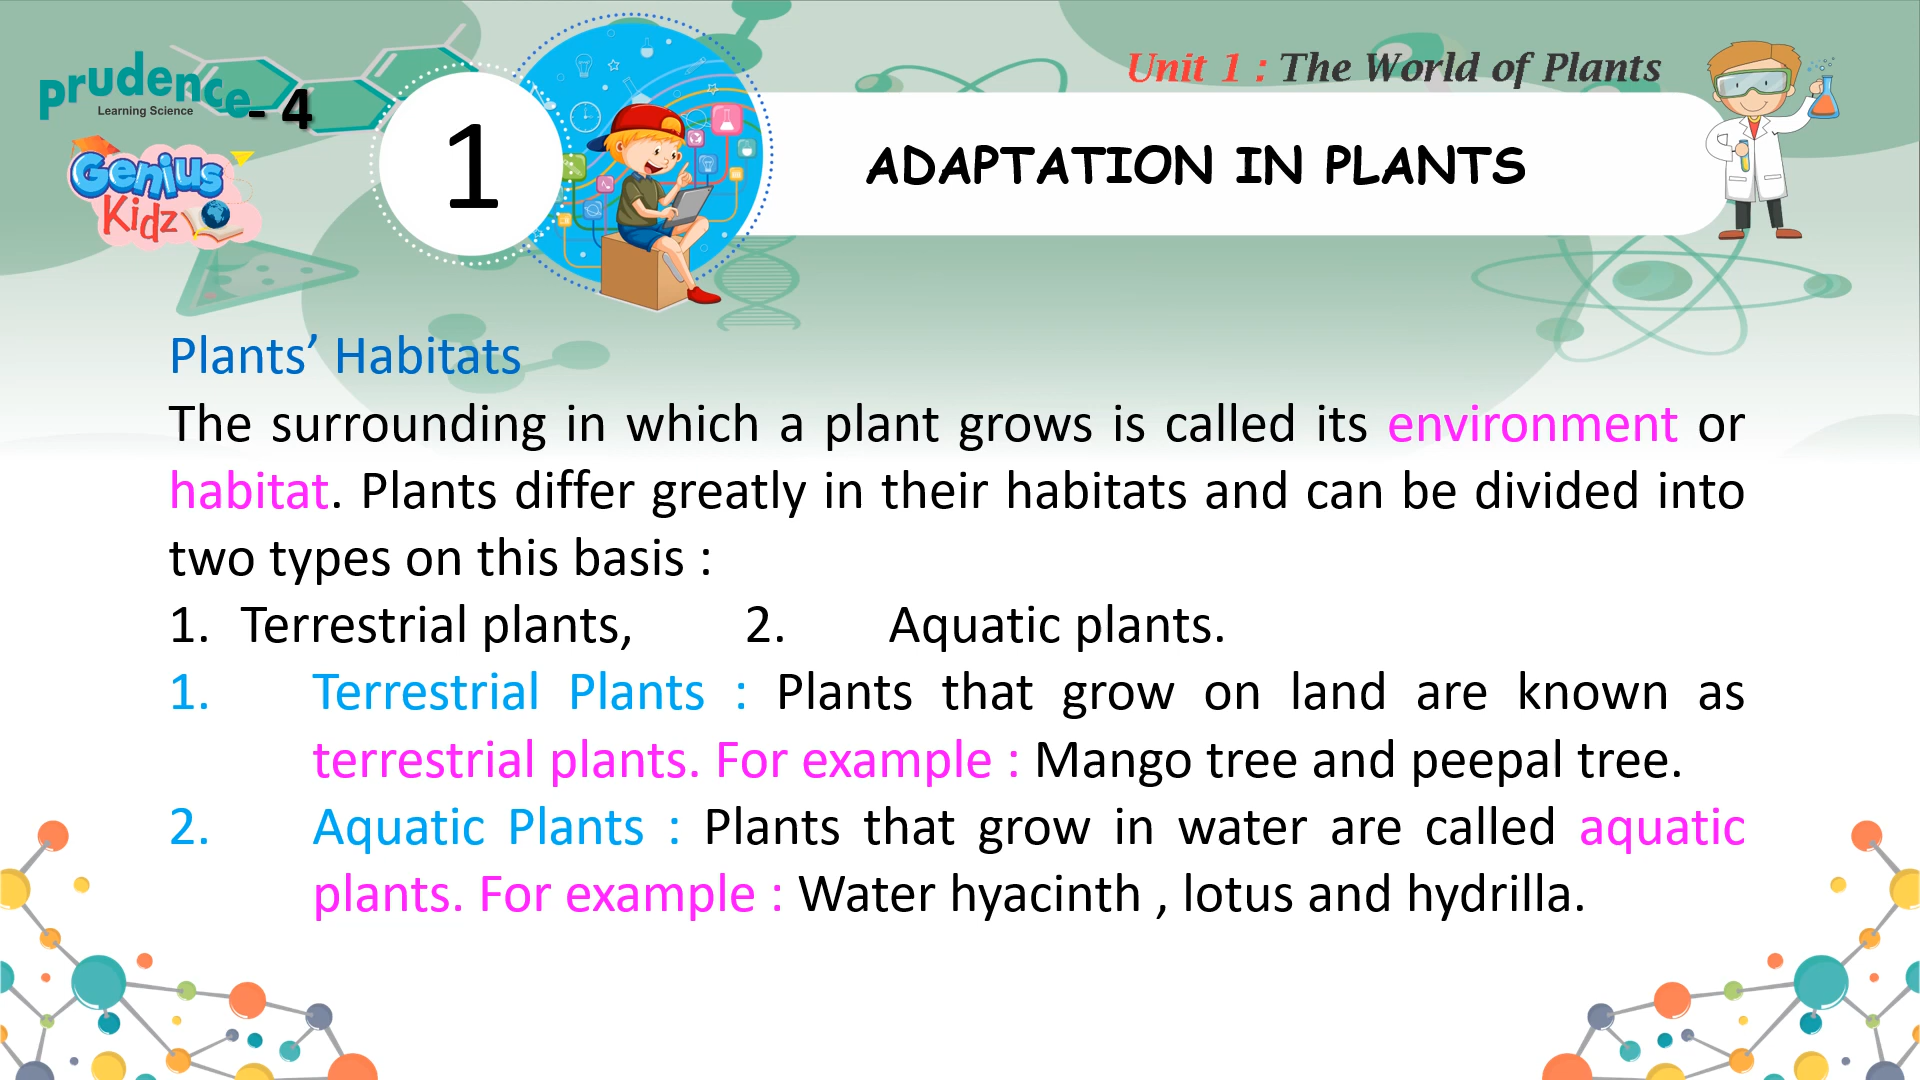 prudence - 4
Learning Science
Genius
Kidz
1
Unit 1 : The World of Plants
ADAPTATION IN PLANTS
Plants’ Habitats
The surrounding in which a plant grows is called its environment or
habitat. Plants differ greatly in their habitats and can be divided into
two types on this basis :
1. Terrestrial plants, 2. Aquatic plants.
1. Terrestrial Plants : Plants that grow on land are known as
terrestrial plants. For example : Mango tree and peepal tree.
2. Aquatic Plants : Plants that grow in water are called aquatic
plants. For example : Water hyacinth , lotus and hydrilla.